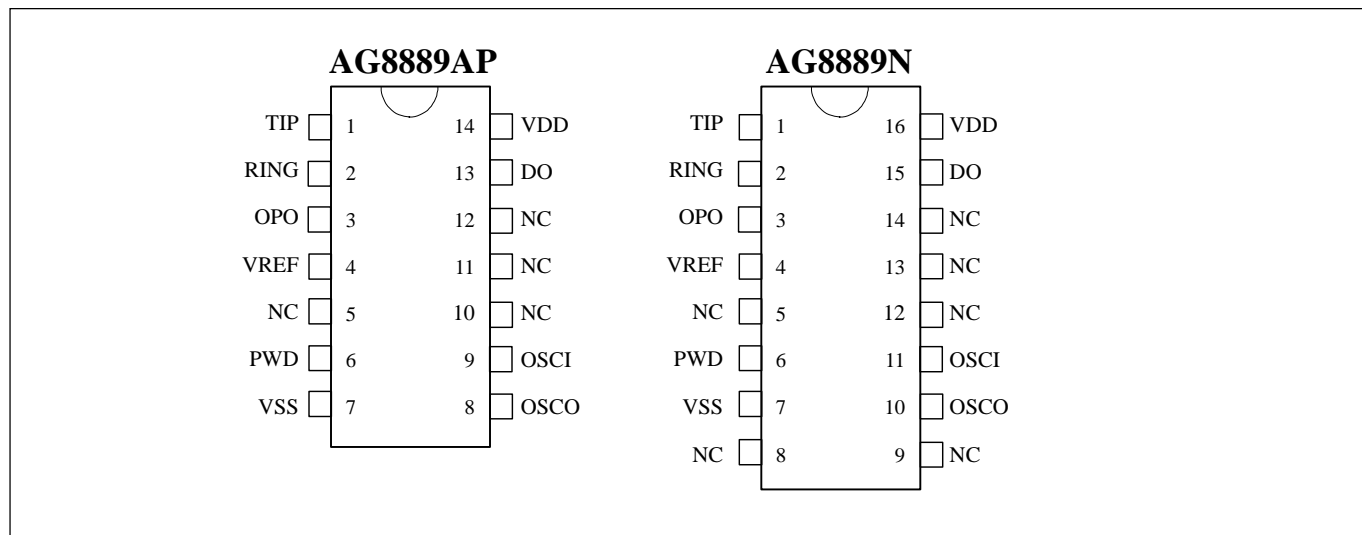 AG8889AP
TIP 1 14 VDD
RING 2 13 DO
OPO 3 12 NC
VREF 4 11 NC
NC 5 10 NC
PWD 6 9 OSCI
VSS 7 8 OSCO
AG8889N
TIP 1 16 VDD
RING 2 15 DO
OPO 3 14 NC
VREF 4 13 NC
NC 5 12 NC
PWD 6 11 OSCI
VSS 7 10 OSCO
NC 8 9 NC